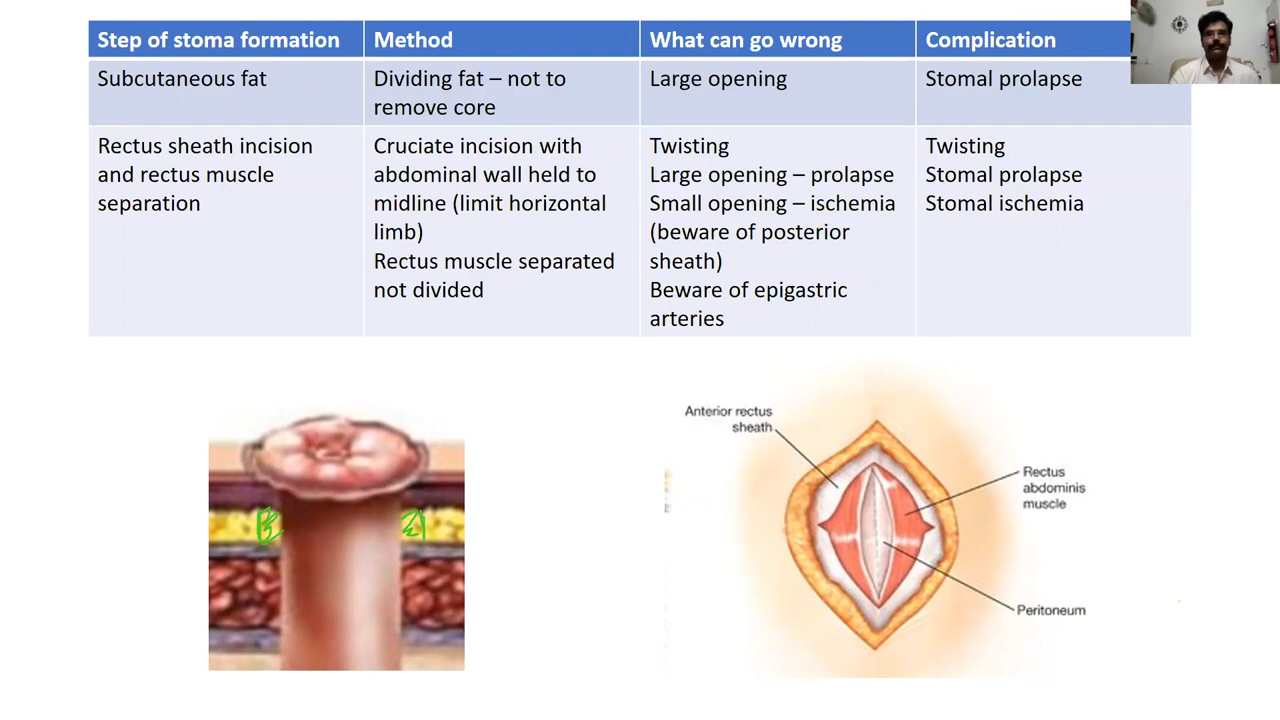 Step of stoma formation
Method
What can go wrong
Complication
Subcutaneous fat
Dividing fat – not to
remove core
Large opening
Stomal prolapse
Rectus sheath incision
and rectus muscle
separation
Cruciate incision with
abdominal wall held to
midline (limit horizontal
limb)
Rectus muscle separated
not divided
Twisting
Large opening – prolapse
Small opening – ischemia
(beware of posterior
sheath)
Beware of epigastric
arteries
Twisting
Stomal prolapse
Stomal ischemia
Anterior rectus
sheath
Rectus
abdominis
muscle
Peritoneum